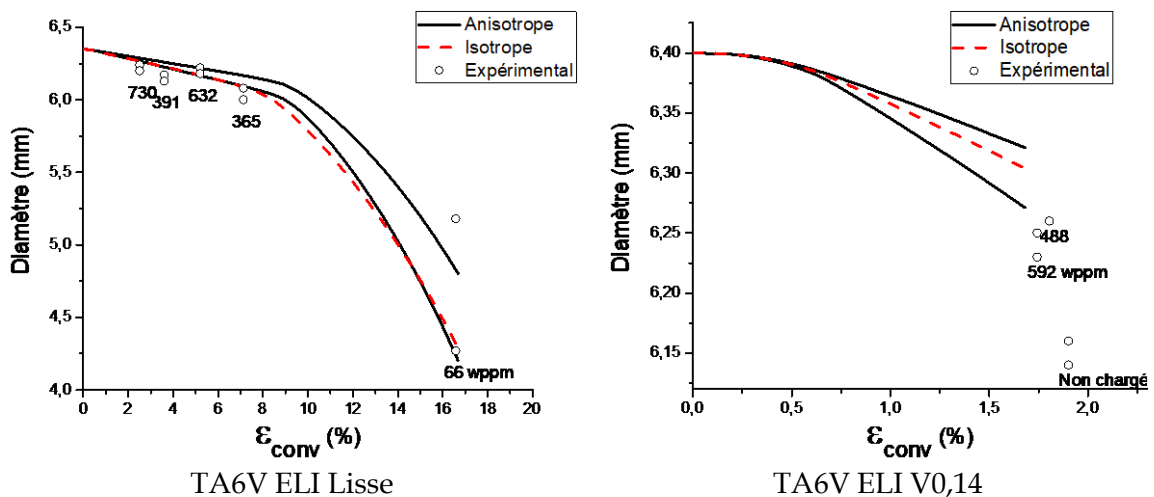 6,5
6,0
5,5
5,0
4,5
4,0
Diamètre (mm)
0 2 4 6 8 10 12 14 16 18 20
ε_conv (%)
Anisotrope
Isotrope
Expérimental
730
391
632
365
66 wppm
TA6V ELI Lisse
6,40
6,35
6,30
6,25
6,20
6,15
Diamètre (mm)
0,0 0,5 1,0 1,5 2,0
ε_conv (%)
Anisotrope
Isotrope
Expérimental
488
592 wppm
Non chargé
TA6V ELI V0,14